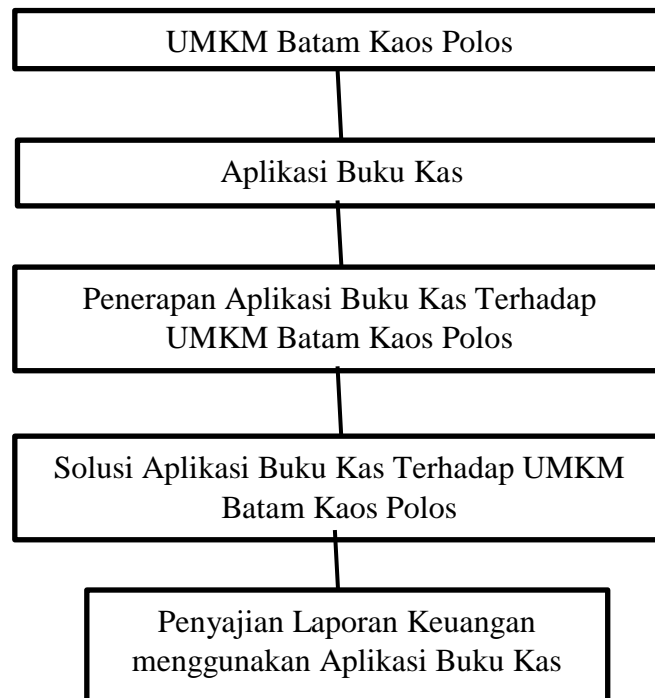 UMKM Batam Kaos Polos
Aplikasi Buku Kas
Penerapan Aplikasi Buku Kas Terhadap
UMKM Batam Kaos Polos
Solusi Aplikasi Buku Kas Terhadap UMKM
Batam Kaos Polos
Penyajian Laporan Keuangan
menggunakan Aplikasi Buku Kas